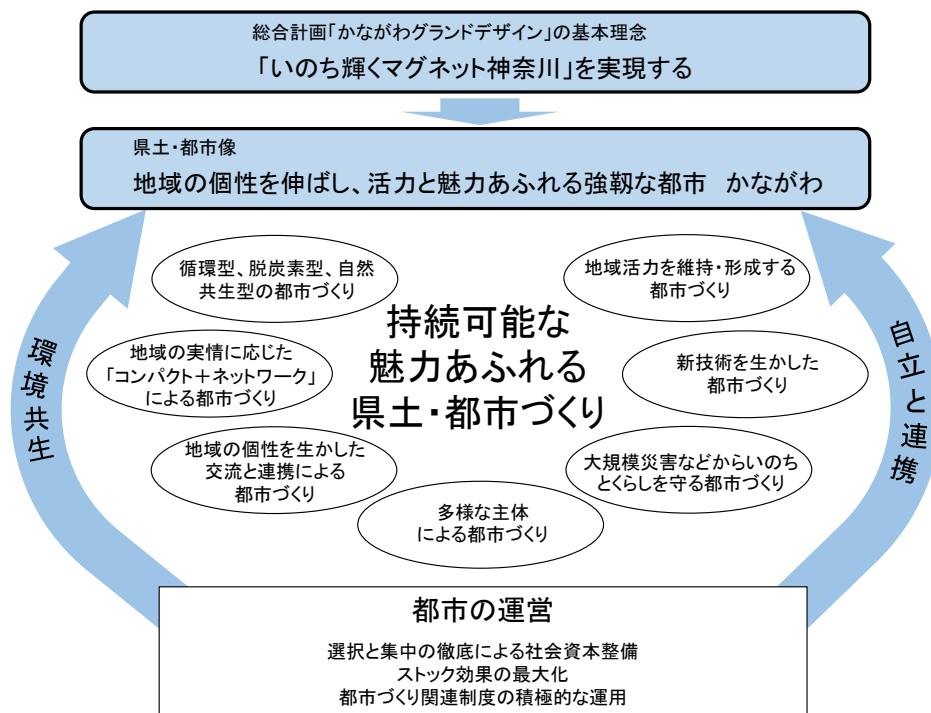 総合計画「かながわグランドデザイン」の基本理念
「いのち輝くマグネット神奈川」を実現する
県土・都市像
地域の個性を伸ばし、活力と魅力あふれる強靱な都市　かながわ
循環型、脱炭素型、自然
共生型の都市づくり
地域活力を維持・形成する
都市づくり
持続可能な
魅力あふれる
県土・都市づくり
地域の実情に応じた
「コンパクト＋ネットワーク」
による都市づくり
新技術を生かした
都市づくり
地域の個性を生かした
交流と連携による
都市づくり
大規模災害などからいのち
とくらしを守る都市づくり
多様な主体
による都市づくり
環境共生
自立と連携
都市の運営
選択と集中の徹底による社会資本整備
ストック効果の最大化
都市づくり関連制度の積極的な運用